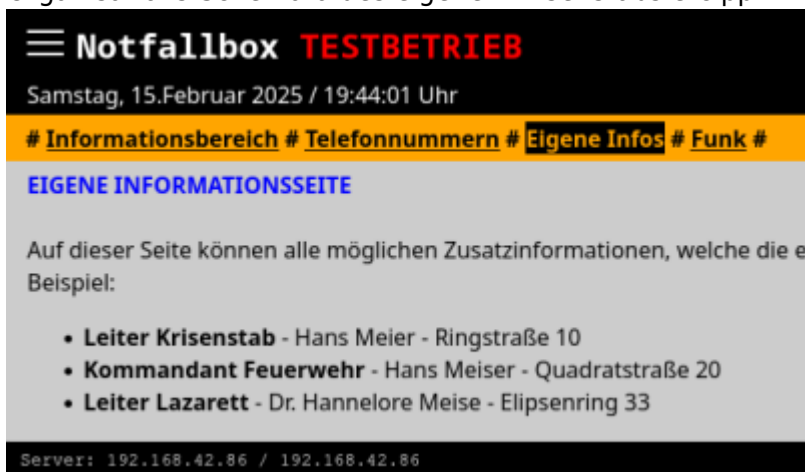 Notfallbox TESTBETRIEB
Samstag, 15.Februar 2025 / 19:44:01 Uhr
# Informationsbereich # Telefonnummern # Eigene Infos # Funk #
EIGENE INFORMATIONSSEITE
Auf dieser Seite können alle möglichen Zusatzinformationen, welche die e
Beispiel:
• Leiter Krisenstab - Hans Meier - Ringstraße 10
• Kommandant Feuerwehr - Hans Meiser - Quadratstraße 20
• Leiter Lazarett - Dr. Hannelore Meise - Elipsenring 33
Server: 192.168.42.86 / 192.168.42.86